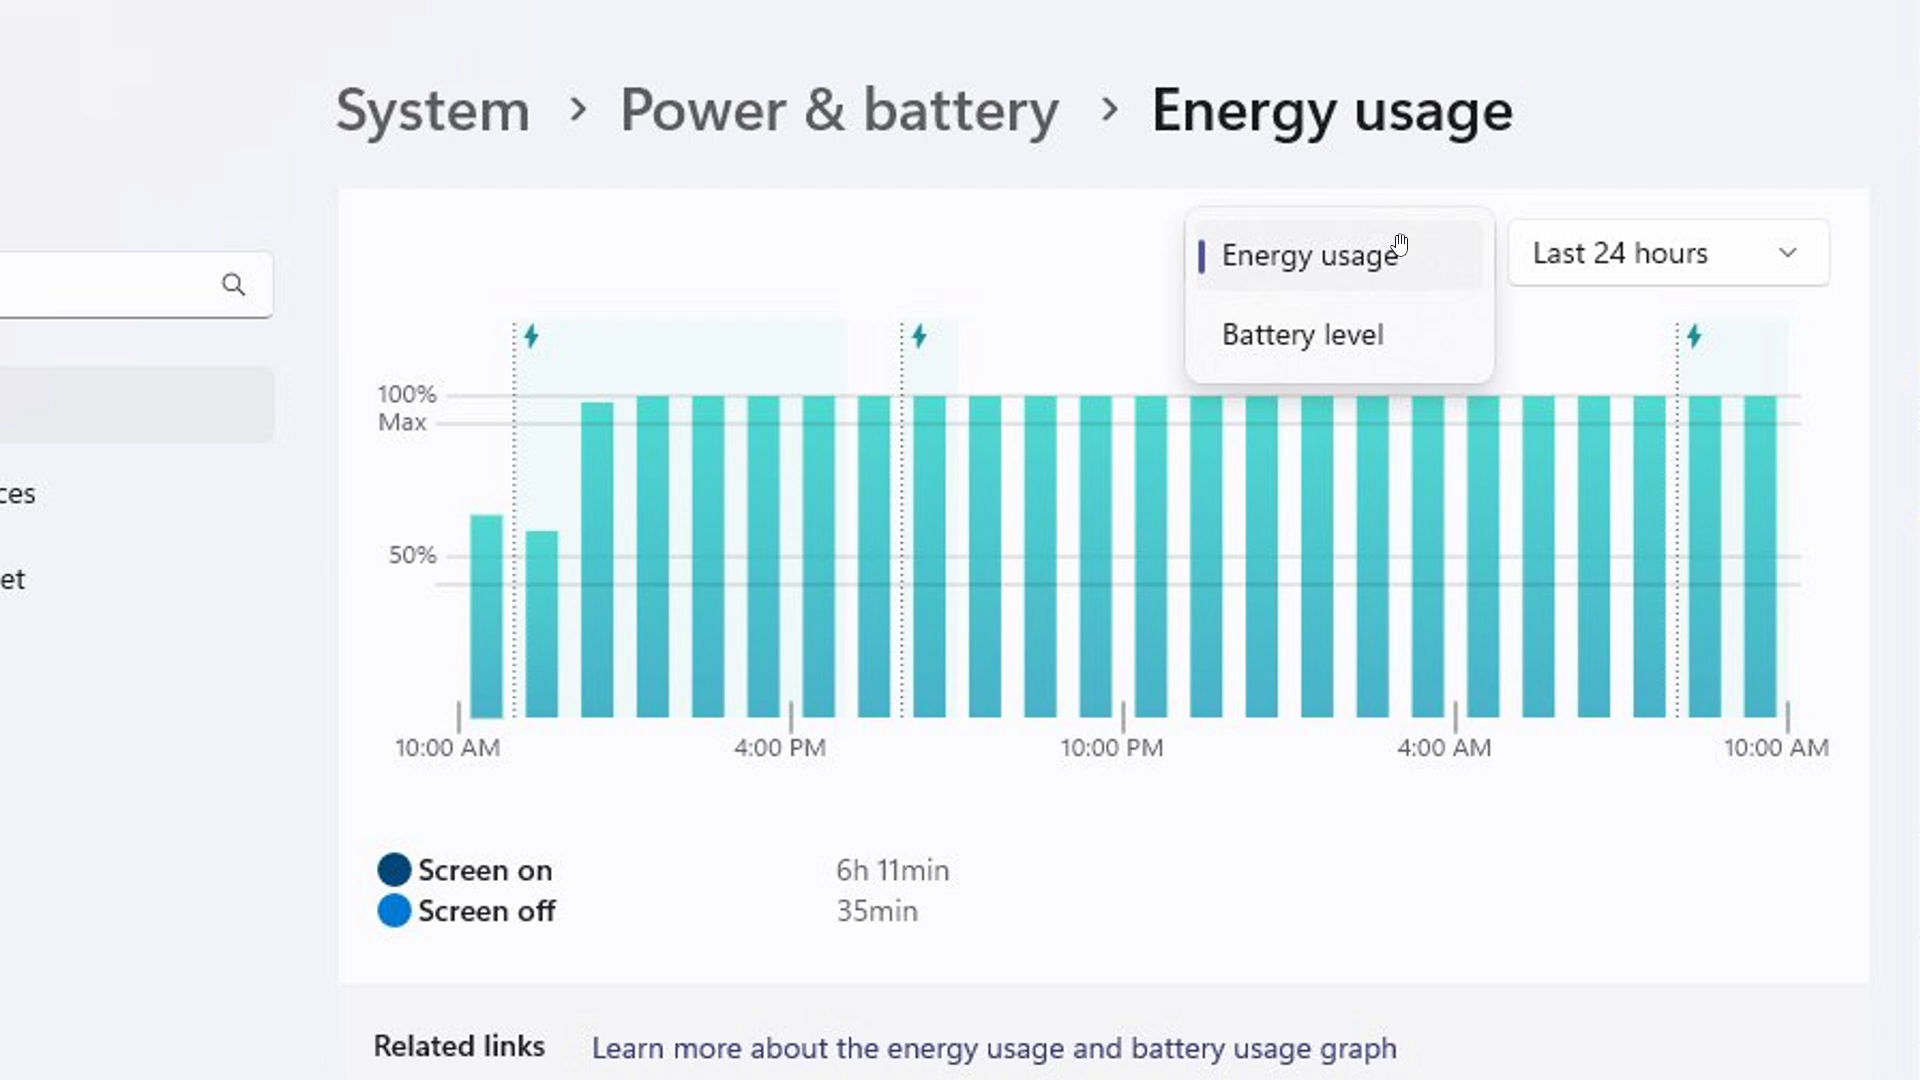 System > Power & battery > Energy usage
Energy usage
Last 24 hours
Battery level
100%
Max
50%
ces
et
10:00 AM 4:00 PM 10:00 PM 4:00 AM 10:00 AM
Screen on 6h 11min
Screen off 35min
Related links Learn more about the energy usage and battery usage graph